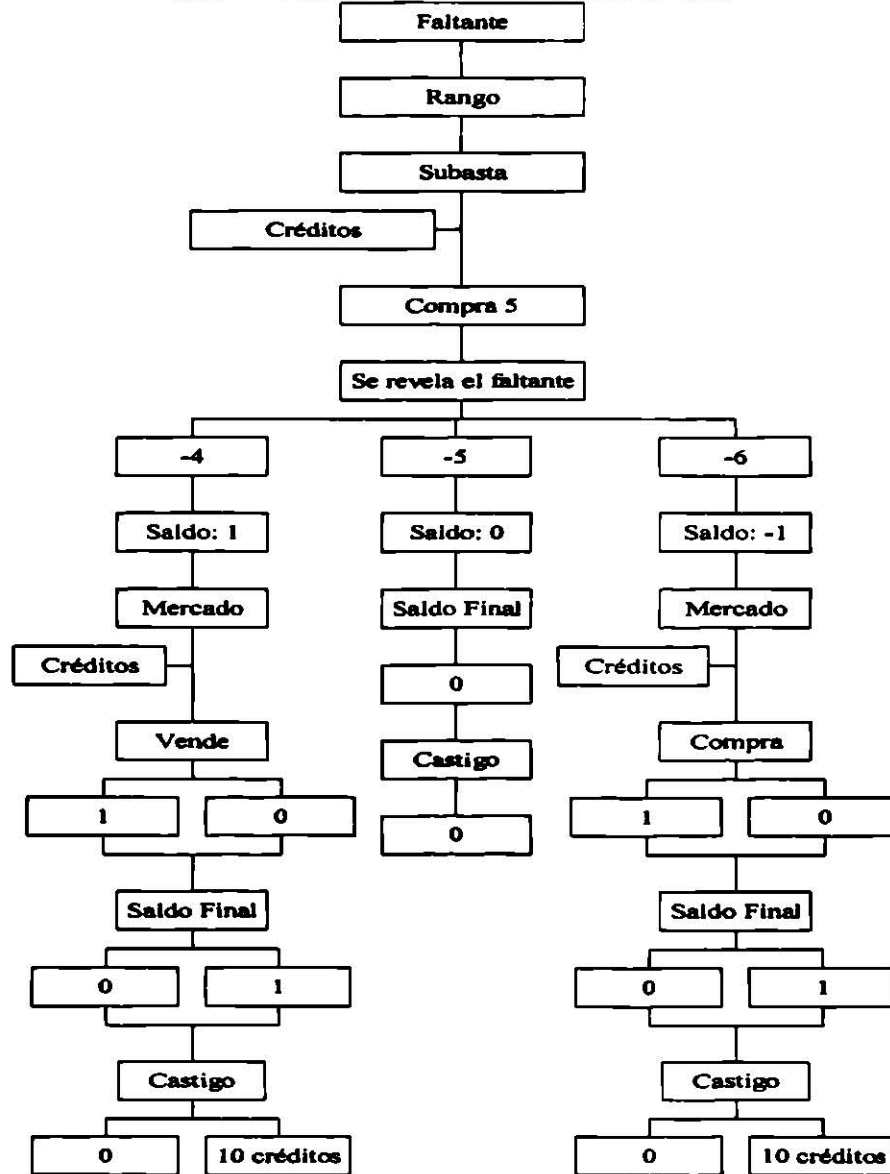 Faltante
Rango
Subasta
Créditos
Compra 5
Se revela el faltante
-4 -5 -6
Saldo: 1 Saldo: 0 Saldo: -1
Mercado Saldo Final Mercado
Créditos 0 Créditos
Vende Castigo Compra
1 0 0 1 0
Saldo Final Saldo Final
0 1 0 1
Castigo Castigo
0 10 créditos 0 10 créditos